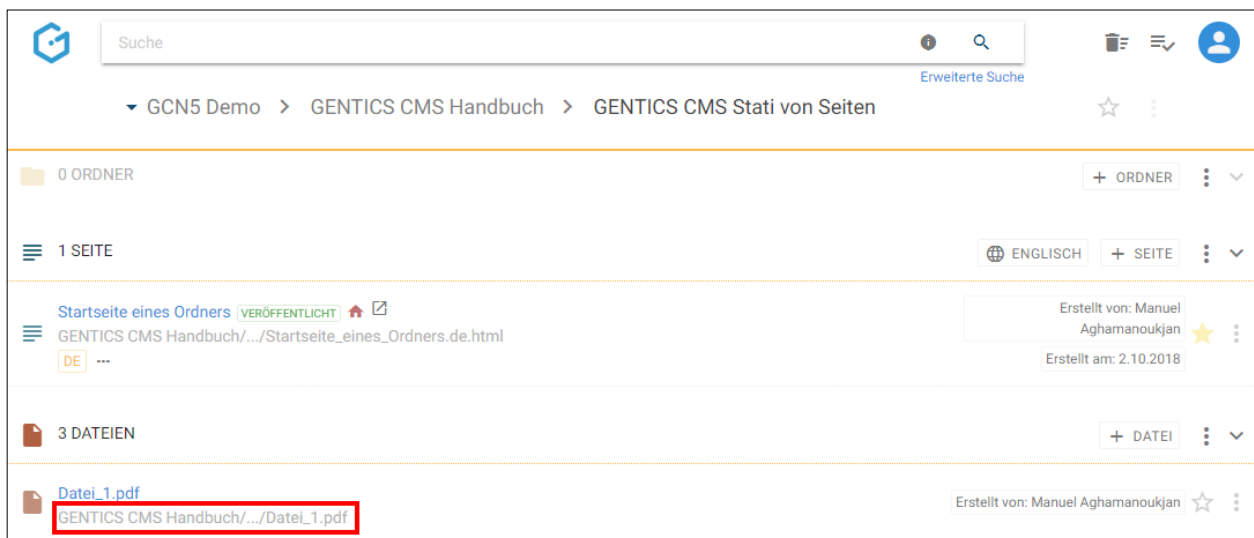 Suche
Erweiterte Suche
GCN5 Demo > GENTICS CMS Handbuch > GENTICS CMS Stati von Seiten
0 ORDNER
+ ORDNER
1 SEITE
ENGLISCH
+ SEITE
Startseite eines Ordners VERÖFFENTLICHT
GENTICS CMS Handbuch/.../Startseite_eines_Ordners.de.html
DE
Erstellt von: Manuel
Aghamanoukjan
Erstellt am: 2.10.2018
3 DATEIEN
+ DATEI
Datei_1.pdf
GENTICS CMS Handbuch/.../Datei_1.pdf
Erstellt von: Manuel Aghamanoukjan